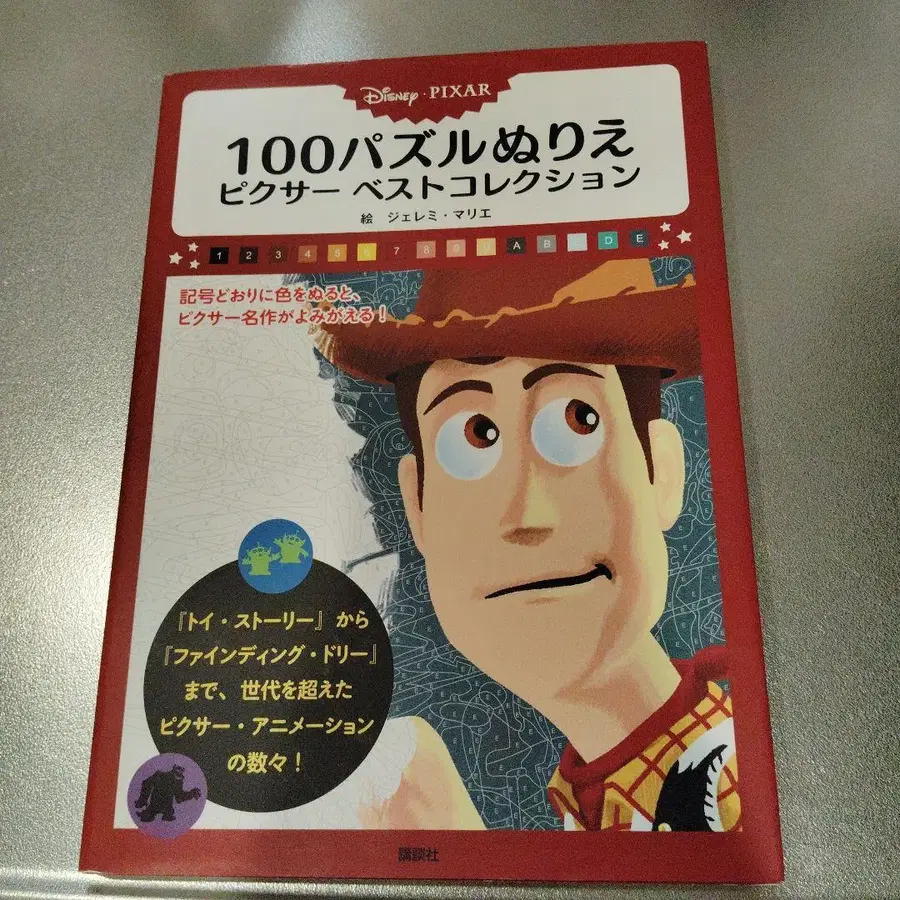 Disney・PIXAR
100パズルぬりえ
ピクサー ベストコレクション
絵 ジェレミ・マリエ
1 2 3 4 5 6 7 8 9 0 A B D E
記号どおりに色をぬると、
ピクサー名作がよみがえる！
『トイ・ストーリー』から
『ファインディング・ドリー』
まで、世代を超えた
ピクサー・アニメーション
の数々！
講談社